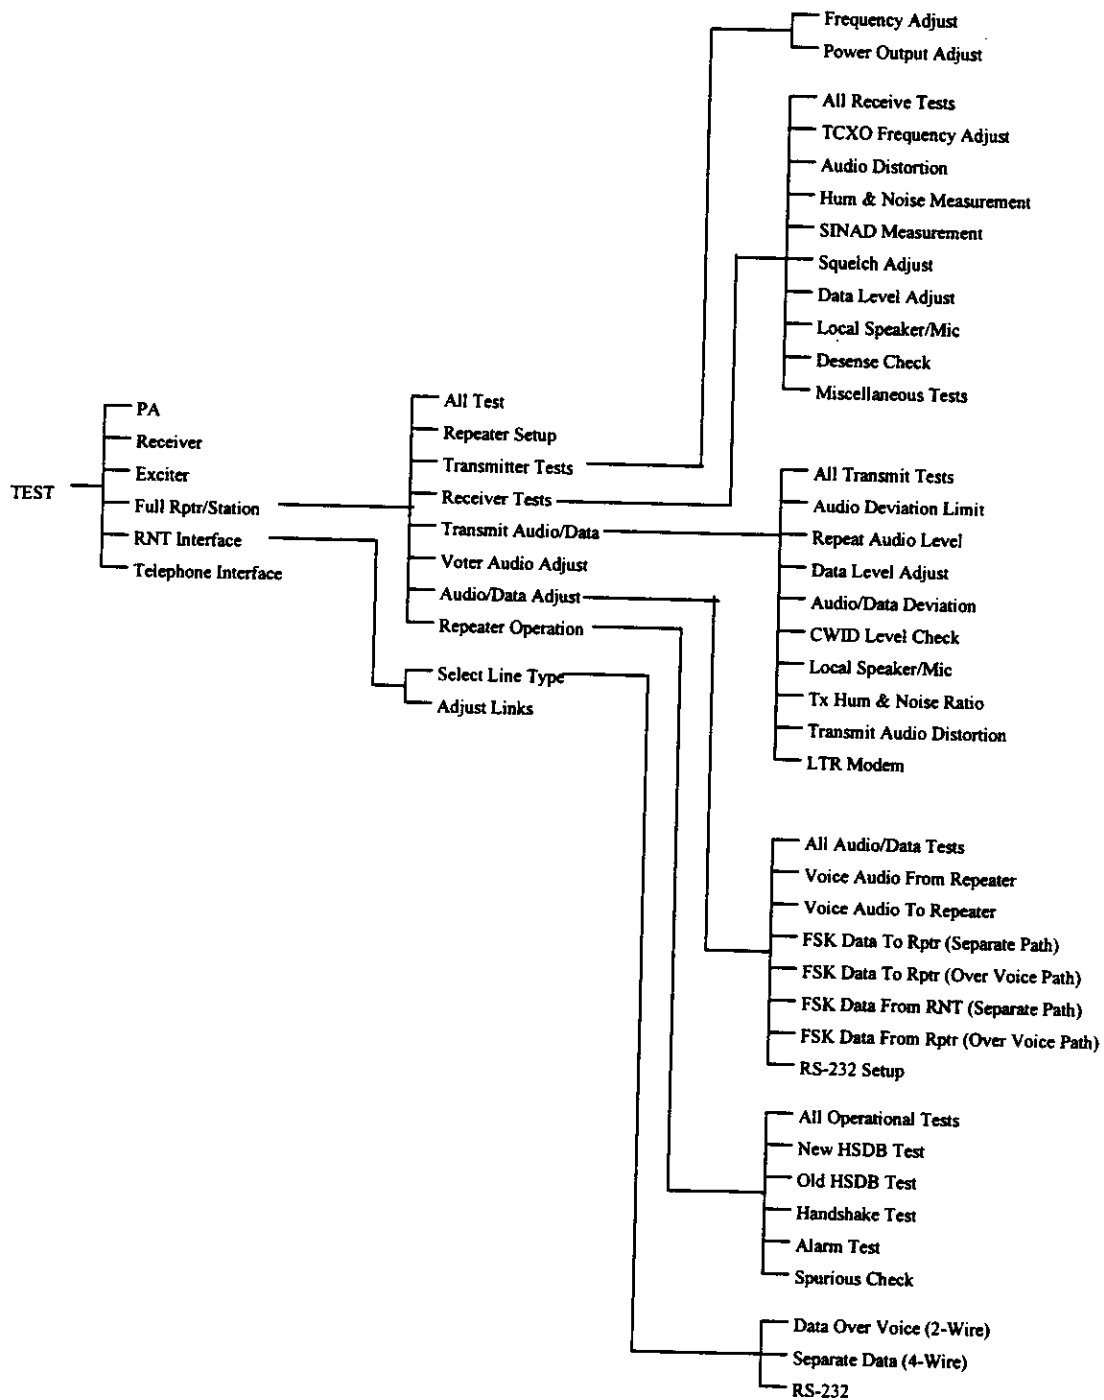 TEST
PA
Receiver
Exciter
Full Rptr/Station
RNT Interface
Telephone Interface
All Test
Repeater Setup
Transmitter Tests
Receiver Tests
Transmit Audio/Data
Voter Audio Adjust
Audio/Data Adjust
Repeater Operation
Select Line Type
Adjust Links
Frequency Adjust
Power Output Adjust
All Receive Tests
TCXO Frequency Adjust
Audio Distortion
Hum & Noise Measurement
SINAD Measurement
Squelch Adjust
Data Level Adjust
Local Speaker/Mic
Desense Check
Miscellaneous Tests
All Transmit Tests
Audio Deviation Limit
Repeat Audio Level
Data Level Adjust
Audio/Data Deviation
CWID Level Check
Local Speaker/Mic
Tx Hum & Noise Ratio
Transmit Audio Distortion
LTR Modem
All Audio/Data Tests
Voice Audio From Repeater
Voice Audio To Repeater
FSK Data To Rptr (Separate Path)
FSK Data To Rptr (Over Voice Path)
FSK Data From RNT (Separate Path)
FSK Data From Rptr (Over Voice Path)
RS-232 Setup
All Operational Tests
New HSDB Test
Old HSDB Test
Handshake Test
Alarm Test
Spurious Check
Data Over Voice (2-Wire)
Separate Data (4-Wire)
RS-232